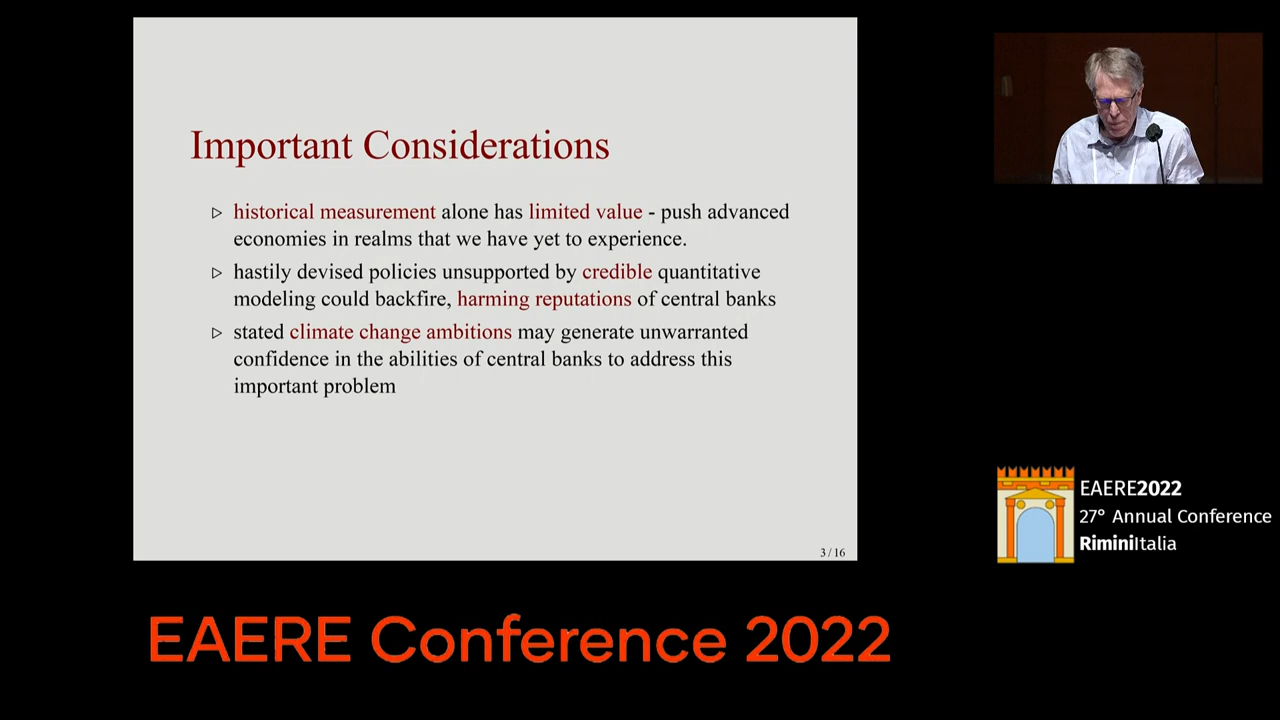 Important Considerations
▷ historical measurement alone has limited value - push advanced
economies in realms that we have yet to experience.
▷ hastily devised policies unsupported by credible quantitative
modeling could backfire, harming reputations of central banks
▷ stated climate change ambitions may generate unwarranted
confidence in the abilities of central banks to address this
important problem
3 / 16
EAERE2022
27° Annual Conference
RiminiItalia
EAERE Conference 2022